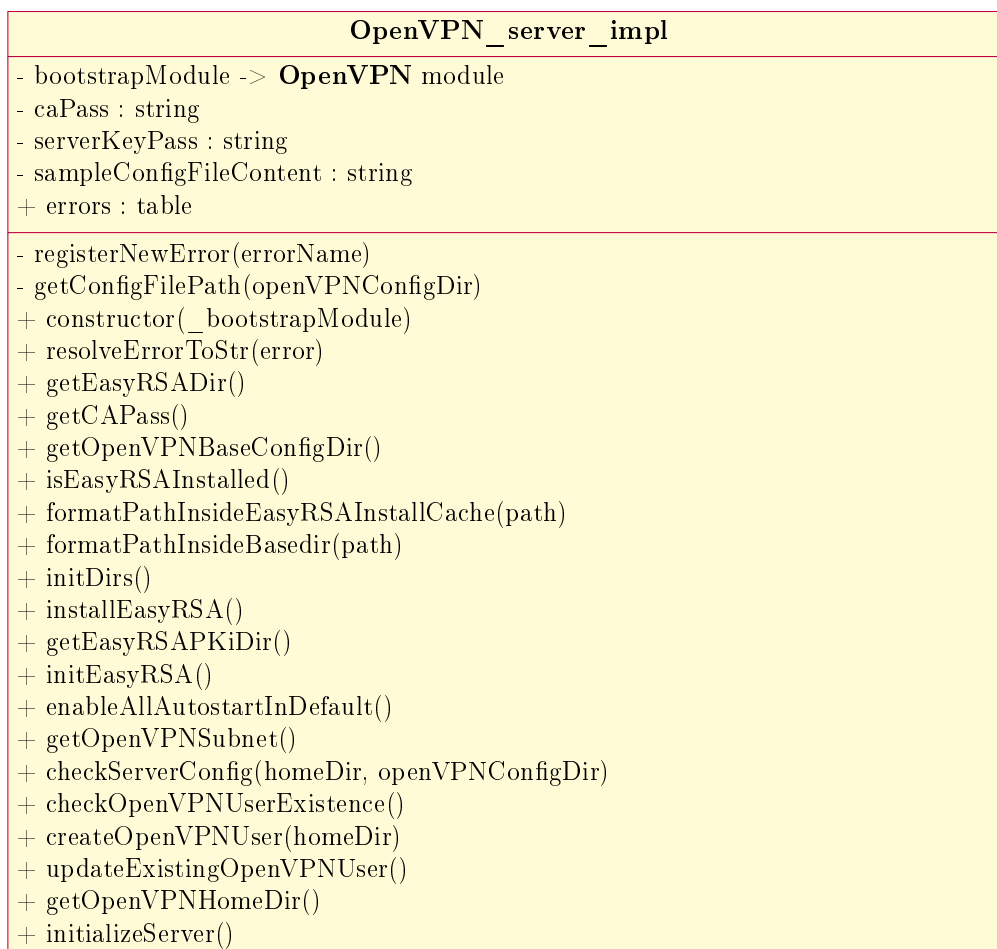 OpenVPN_server_impl
- bootstrapModule -> OpenVPN module
- caPass : string
- serverKeyPass : string
- sampleConfigFileContent : string
+ errors : table
- registerNewError(errorName)
- getConfigFilePath(openVPNConfigDir)
+ constructor(_bootstrapModule)
+ resolveErrorToStr(error)
+ getEasyRSADir()
+ getCAPass()
+ getOpenVPNBaseConfigDir()
+ isEasyRSAInstalled()
+ formatPathInsideEasyRSAInstallCache(path)
+ formatPathInsideBasedir(path)
+ initDirs()
+ installEasyRSA()
+ getEasyRSAPKiDir()
+ initEasyRSA()
+ enableAllAutostartInDefault()
+ getOpenVPNSubnet()
+ checkServerConfig(homeDir, openVPNConfigDir)
+ checkOpenVPNUserExistence()
+ createOpenVPNUser(homeDir)
+ updateExistingOpenVPNUser()
+ getOpenVPNHomeDir()
+ initializeServer()